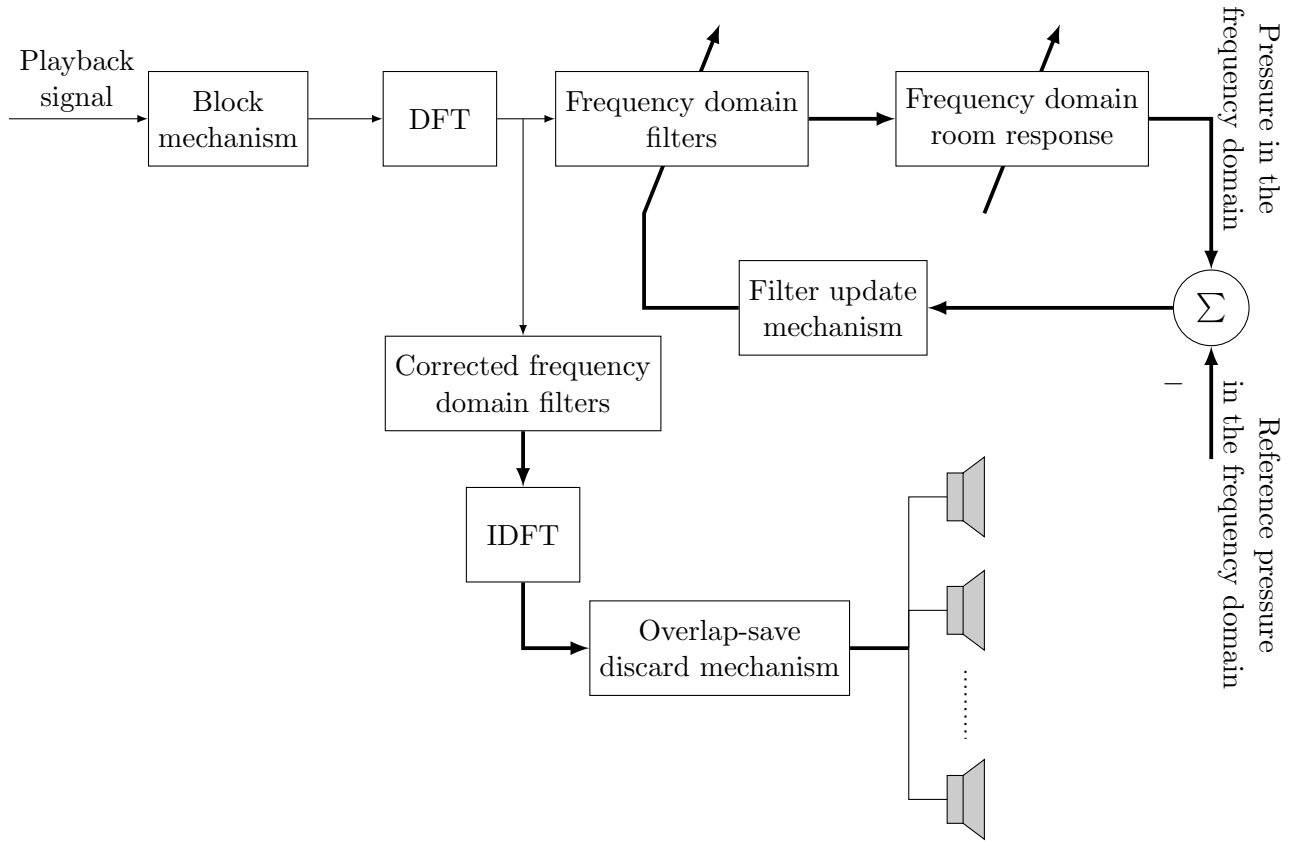 Playback
signal
Block
mechanism
DFT
Frequency domain
filters
Frequency domain
room response
Pressure in the
frequency domain
Filter update
mechanism
∑
−
Reference pressure
in the frequency domain
Corrected frequency
domain filters
IDFT
Overlap-save
discard mechanism